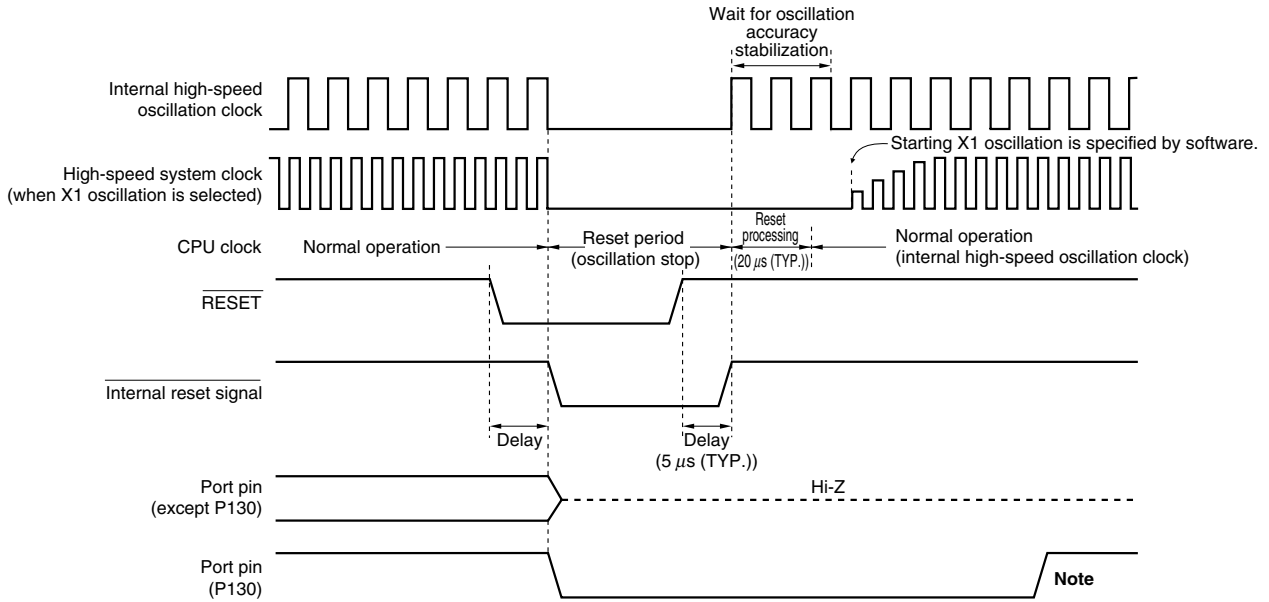 Wait for oscillation
accuracy
stabilization
Internal high-speed
oscillation clock
Starting X1 oscillation is specified by software.
High-speed system clock
(when X1 oscillation is selected)
CPU clock
Normal operation
Reset period
(oscillation stop)
Reset
processing
(20 μs (TYP.))
Normal operation
(internal high-speed oscillation clock)
RESET
Internal reset signal
Delay
Delay
(5 μs (TYP.))
Port pin
(except P130)
Hi-Z
Port pin
(P130)
Note